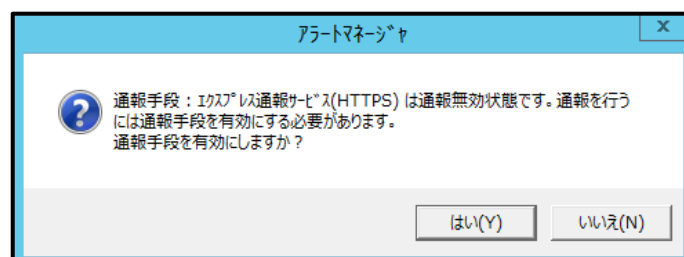 ｱﾗｰﾄﾏﾈｰｼﾞｬ
x
通報手段：ｴｸｽﾌﾟﾚｽ通報ｻｰﾋﾞｽ(HTTPS) は通報無効状態です。通報を行う
には通報手段を有効にする必要があります。
通報手段を有効にしますか？
はい(Y)
いいえ(N)